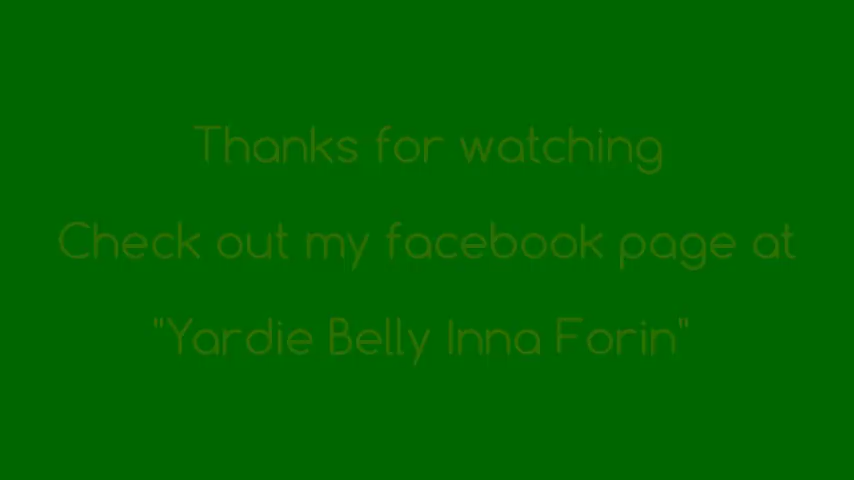 Thanks for watching
Check out my facebook page at
"Yardie Belly Inna Forin"